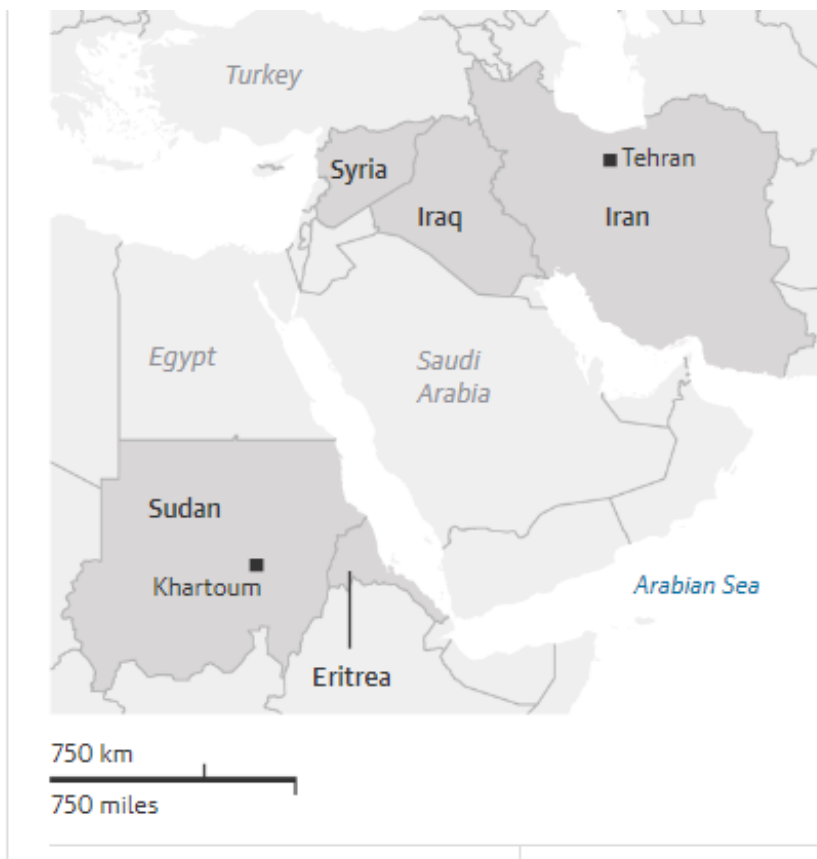 Turkey
Tehran
Syria
Iraq
Iran
Egypt
Saudi
Arabia
Sudan
Khartoum
Arabian Sea
Eritrea
750 km
750 miles